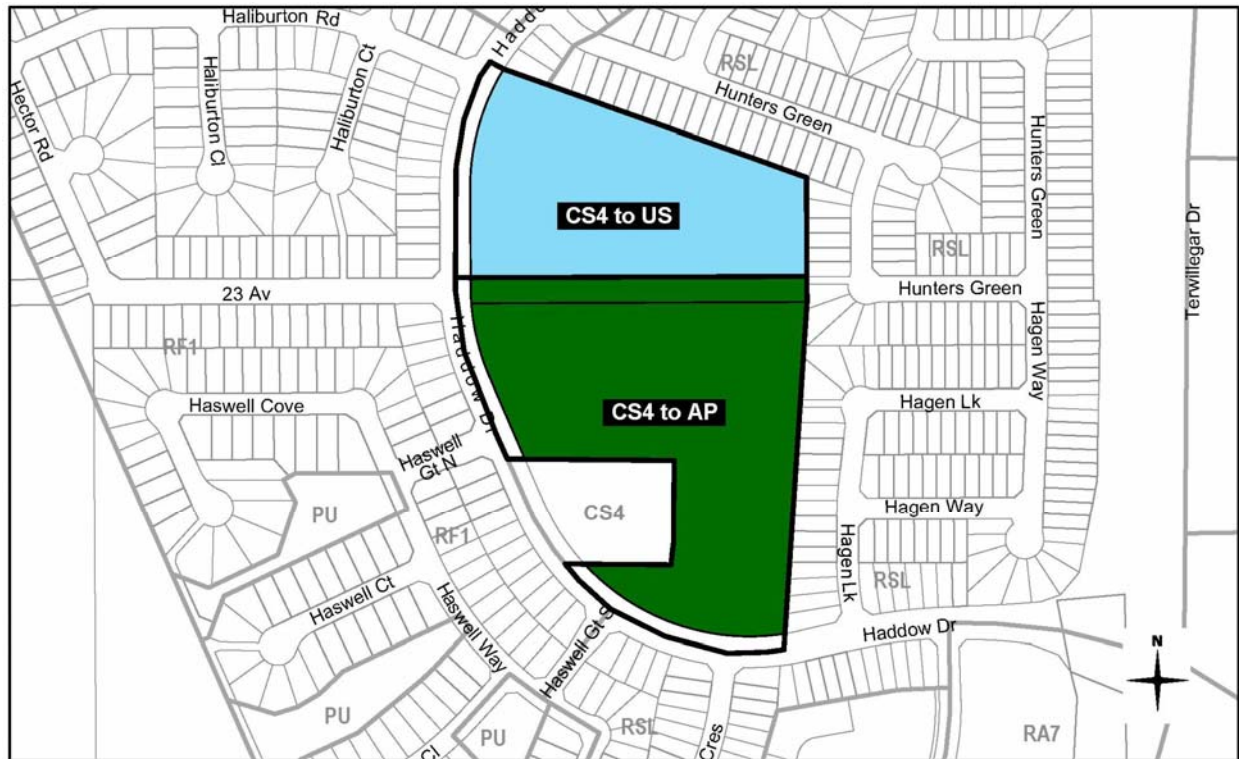 Haliburton Rd
Haddo
Hector Rd
Haliburton Cl
Haliburton Ct
RSL
Hunters Green
Hunters Green
Terwillegar Dr
CS4 to US
RSL
23 Av
Hunters Green
Haddow Dr
Hagen Way
RF1
Haswell Cove
CS4 to AP
Hagen Lk
Haswell
Gt N
PU
CS4
Hagen Way
RF1
Haswell Ct
Haswell Way
Haswell Gt S
Hagen Lk
RSL
Haddow Dr
N
PU
PU
Cl
RSL
Cres
RA7